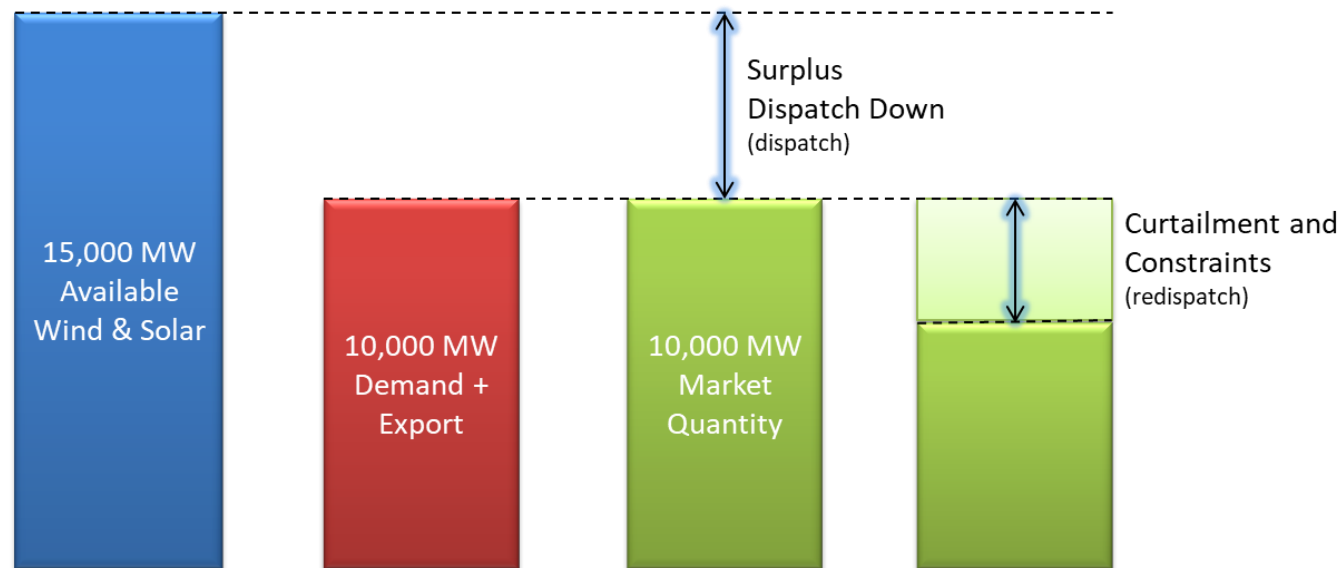 Surplus
Dispatch Down
(dispatch)
15,000 MW
Available
Wind & Solar
10,000 MW
Demand +
Export
10,000 MW
Market
Quantity
Curtailment and
Constraints
(redispatch)